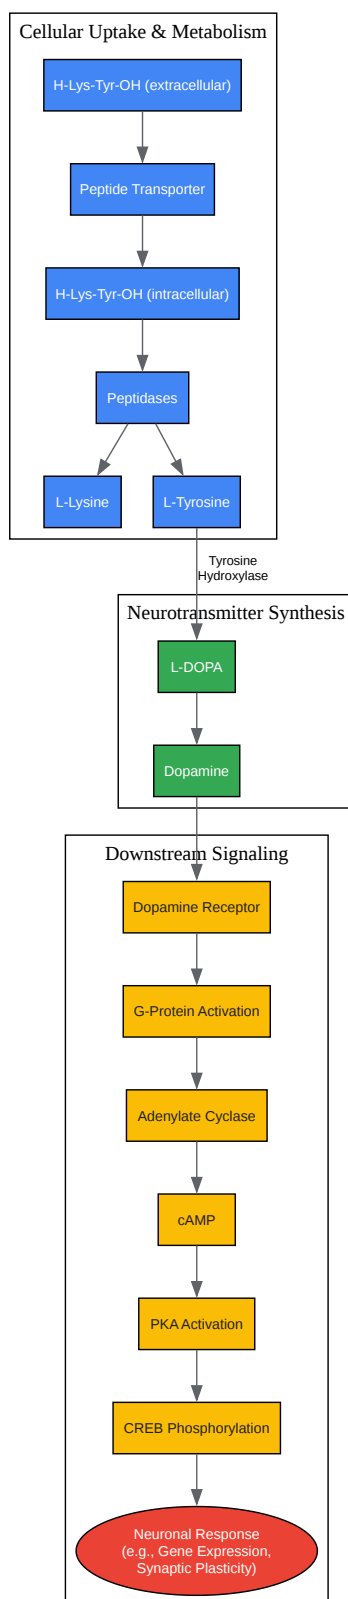 Cellular Uptake & Metabolism
H-Lys-Tyr-OH (extracellular)
Peptide Transporter
H-Lys-Tyr-OH (intracellular)
Peptidases
L-Lysine
L-Tyrosine
Tyrosine
Hydroxylase
Neurotransmitter Synthesis
L-DOPA
Dopamine
Downstream Signaling
Dopamine Receptor
G-Protein Activation
Adenylate Cyclase
cAMP
PKA Activation
CREB Phosphorylation
Neuronal Response
(e.g., Gene Expression,
Synaptic Plasticity)